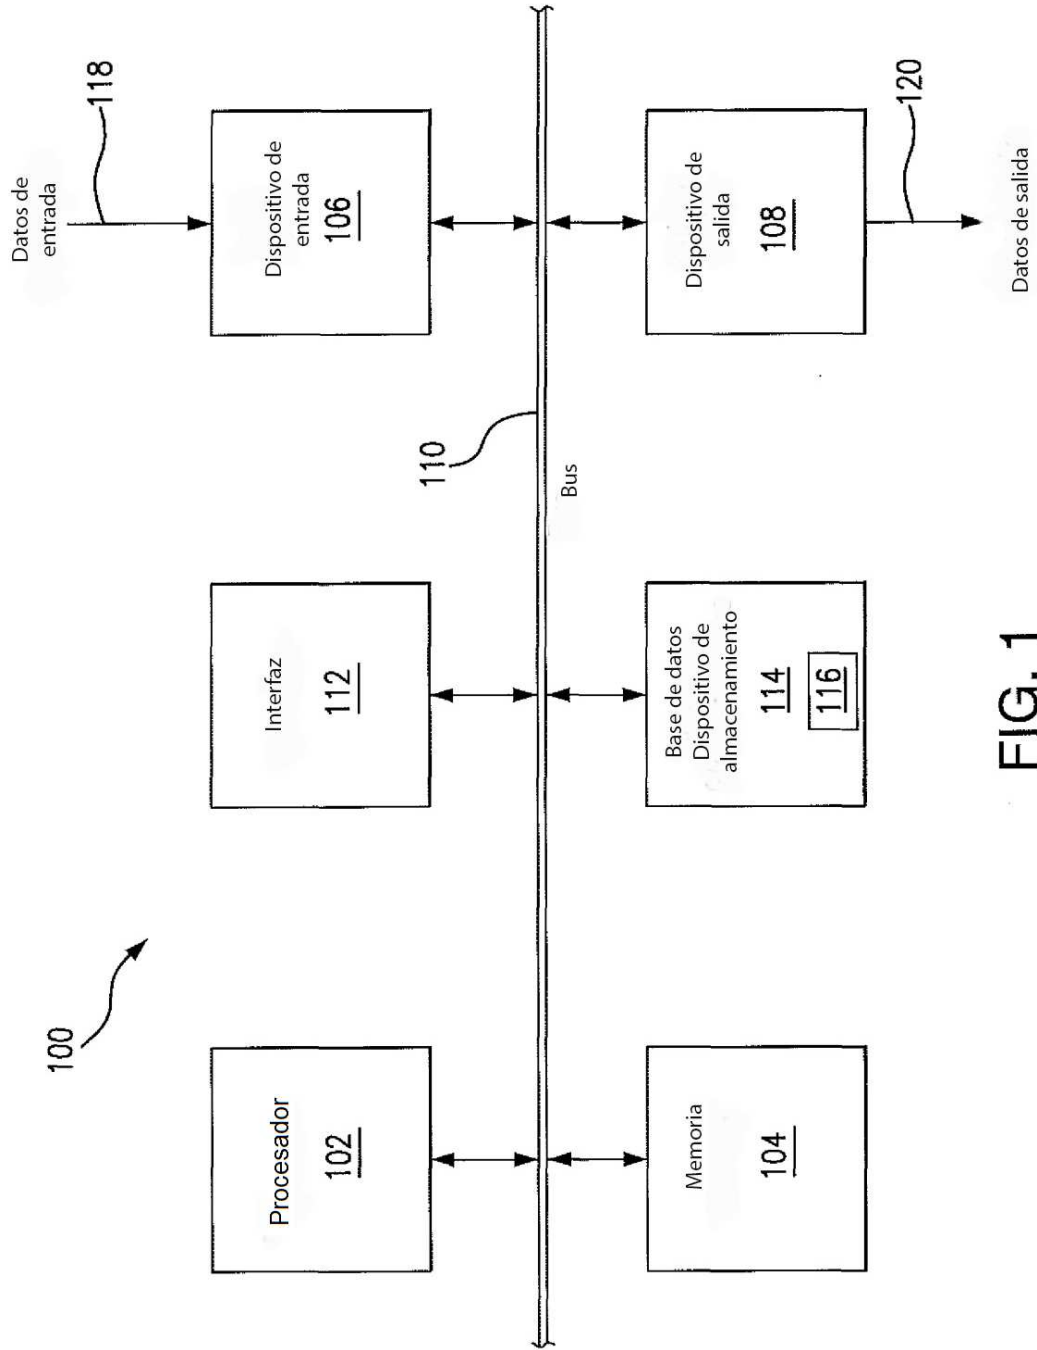 Datos de
entrada
100
118
Procesador
102
Interfaz
112
Dispositivo de
entrada
106
110
Bus
Memoria
104
Base de datos
Dispositivo de
almacenamiento
114
116
Dispositivo de
salida
108
120
Datos de salida
FIG. 1